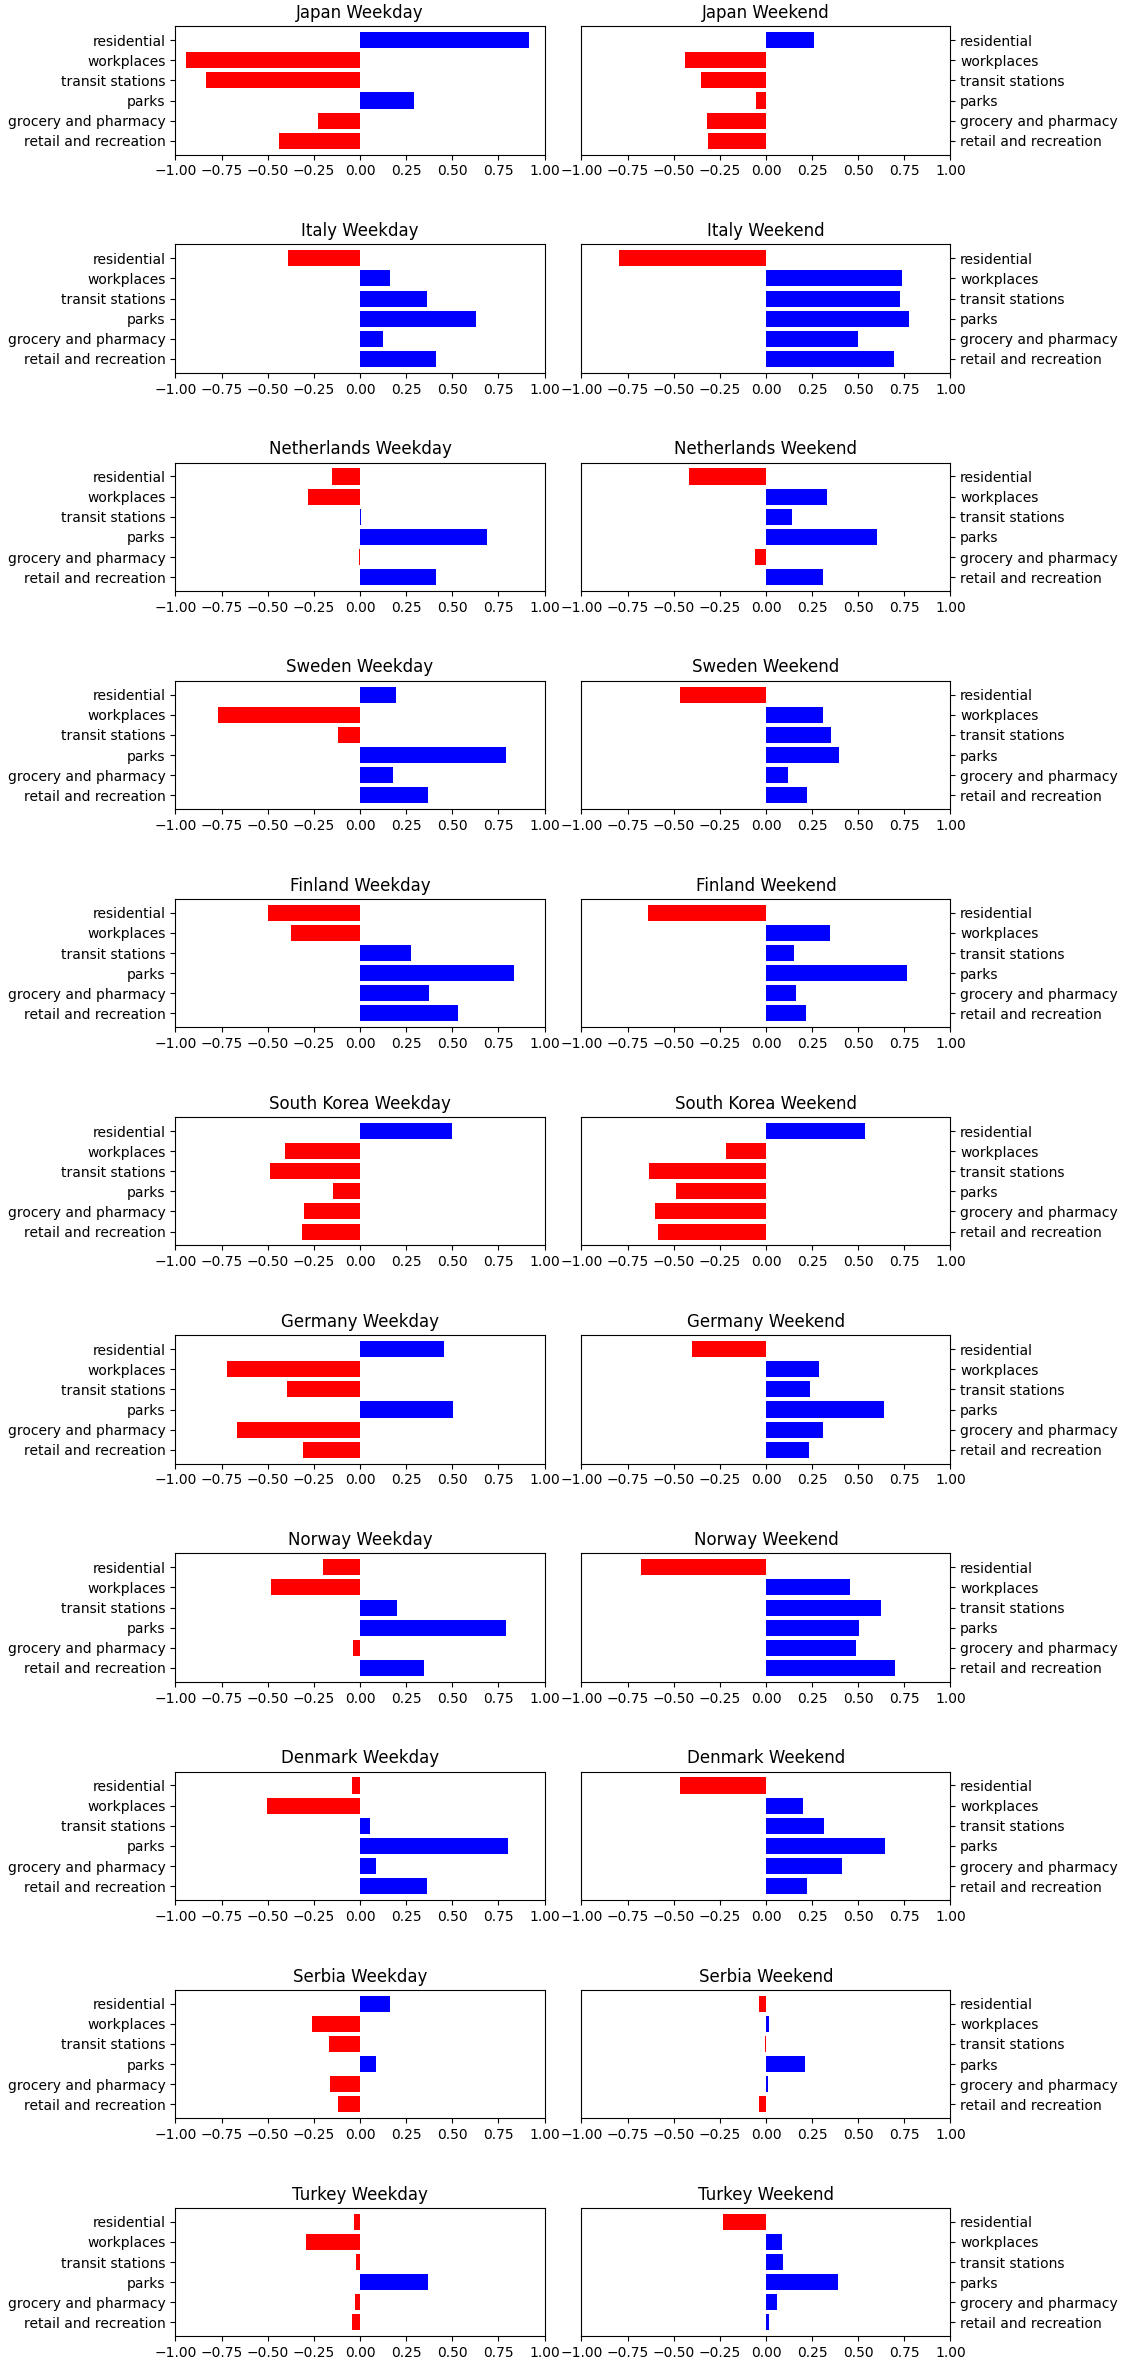 Japan Weekday Japan Weekend
residential residential
workplaces workplaces
transit stations transit stations
parks parks
grocery and pharmacy grocery and pharmacy
retail and recreation retail and recreation
−1.00 −0.75 −0.50 −0.25 0.00 0.25 0.50 0.75 1.00 −1.00 −0.75 −0.50 −0.25 0.00 0.25 0.50 0.75 1.00
Italy Weekday Italy Weekend
residential residential
workplaces workplaces
transit stations transit stations
parks parks
grocery and pharmacy grocery and pharmacy
retail and recreation retail and recreation
−1.00 −0.75 −0.50 −0.25 0.00 0.25 0.50 0.75 1.00 −1.00 −0.75 −0.50 −0.25 0.00 0.25 0.50 0.75 1.00
Netherlands Weekday Netherlands Weekend
residential residential
workplaces workplaces
transit stations transit stations
parks parks
grocery and pharmacy grocery and pharmacy
retail and recreation retail and recreation
−1.00 −0.75 −0.50 −0.25 0.00 0.25 0.50 0.75 1.00 −1.00 −0.75 −0.50 −0.25 0.00 0.25 0.50 0.75 1.00
Sweden Weekday Sweden Weekend
residential residential
workplaces workplaces
transit stations transit stations
parks parks
grocery and pharmacy grocery and pharmacy
retail and recreation retail and recreation
−1.00 −0.75 −0.50 −0.25 0.00 0.25 0.50 0.75 1.00 −1.00 −0.75 −0.50 −0.25 0.00 0.25 0.50 0.75 1.00
Finland Weekday Finland Weekend
residential residential
workplaces workplaces
transit stations transit stations
parks parks
grocery and pharmacy grocery and pharmacy
retail and recreation retail and recreation
−1.00 −0.75 −0.50 −0.25 0.00 0.25 0.50 0.75 1.00 −1.00 −0.75 −0.50 −0.25 0.00 0.25 0.50 0.75 1.00
South Korea Weekday South Korea Weekend
residential residential
workplaces workplaces
transit stations transit stations
parks parks
grocery and pharmacy grocery and pharmacy
retail and recreation retail and recreation
−1.00 −0.75 −0.50 −0.25 0.00 0.25 0.50 0.75 1.00 −1.00 −0.75 −0.50 −0.25 0.00 0.25 0.50 0.75 1.00
Germany Weekday Germany Weekend
residential residential
workplaces workplaces
transit stations transit stations
parks parks
grocery and pharmacy grocery and pharmacy
retail and recreation retail and recreation
−1.00 −0.75 −0.50 −0.25 0.00 0.25 0.50 0.75 1.00 −1.00 −0.75 −0.50 −0.25 0.00 0.25 0.50 0.75 1.00
Norway Weekday Norway Weekend
residential residential
workplaces workplaces
transit stations transit stations
parks parks
grocery and pharmacy grocery and pharmacy
retail and recreation retail and recreation
−1.00 −0.75 −0.50 −0.25 0.00 0.25 0.50 0.75 1.00 −1.00 −0.75 −0.50 −0.25 0.00 0.25 0.50 0.75 1.00
Denmark Weekday Denmark Weekend
residential residential
workplaces workplaces
transit stations transit stations
parks parks
grocery and pharmacy grocery and pharmacy
retail and recreation retail and recreation
−1.00 −0.75 −0.50 −0.25 0.00 0.25 0.50 0.75 1.00 −1.00 −0.75 −0.50 −0.25 0.00 0.25 0.50 0.75 1.00
Serbia Weekday Serbia Weekend
residential residential
workplaces workplaces
transit stations transit stations
parks parks
grocery and pharmacy grocery and pharmacy
retail and recreation retail and recreation
−1.00 −0.75 −0.50 −0.25 0.00 0.25 0.50 0.75 1.00 −1.00 −0.75 −0.50 −0.25 0.00 0.25 0.50 0.75 1.00
Turkey Weekday Turkey Weekend
residential residential
workplaces workplaces
transit stations transit stations
parks parks
grocery and pharmacy grocery and pharmacy
retail and recreation retail and recreation
−1.00 −0.75 −0.50 −0.25 0.00 0.25 0.50 0.75 1.00 −1.00 −0.75 −0.50 −0.25 0.00 0.25 0.50 0.75 1.00